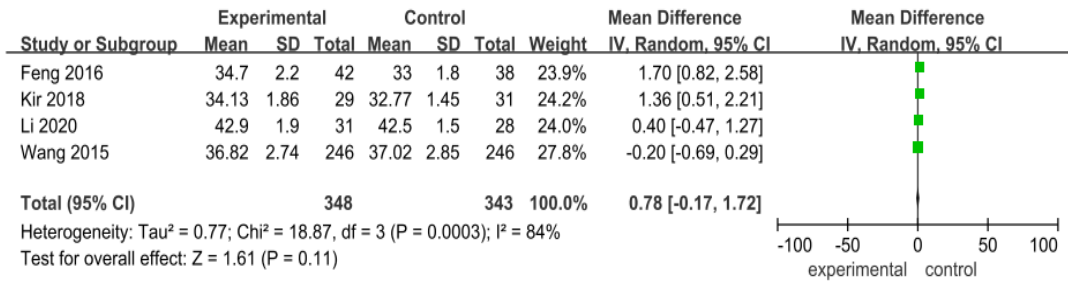 Experimental Control Mean Difference Mean Difference
Study or Subgroup Mean SD Total Mean SD Total Weight IV, Random, 95% CI IV, Random, 95% CI
Feng 2016 34.7 2.2 42 33 1.8 38 23.9% 1.70 [0.82, 2.58]
Kir 2018 34.13 1.86 29 32.77 1.45 31 24.2% 1.36 [0.51, 2.21]
Li 2020 42.9 1.9 31 42.5 1.5 28 24.0% 0.40 [-0.47, 1.27]
Wang 2015 36.82 2.74 246 37.02 2.85 246 27.8% -0.20 [-0.69, 0.29]
Total (95% CI) 348 343 100.0% 0.78 [-0.17, 1.72]
Heterogeneity: Tau² = 0.77; Chi² = 18.87, df = 3 (P = 0.0003); I² = 84%
Test for overall effect: Z = 1.61 (P = 0.11)
-100 -50 0 50 100
experimental control